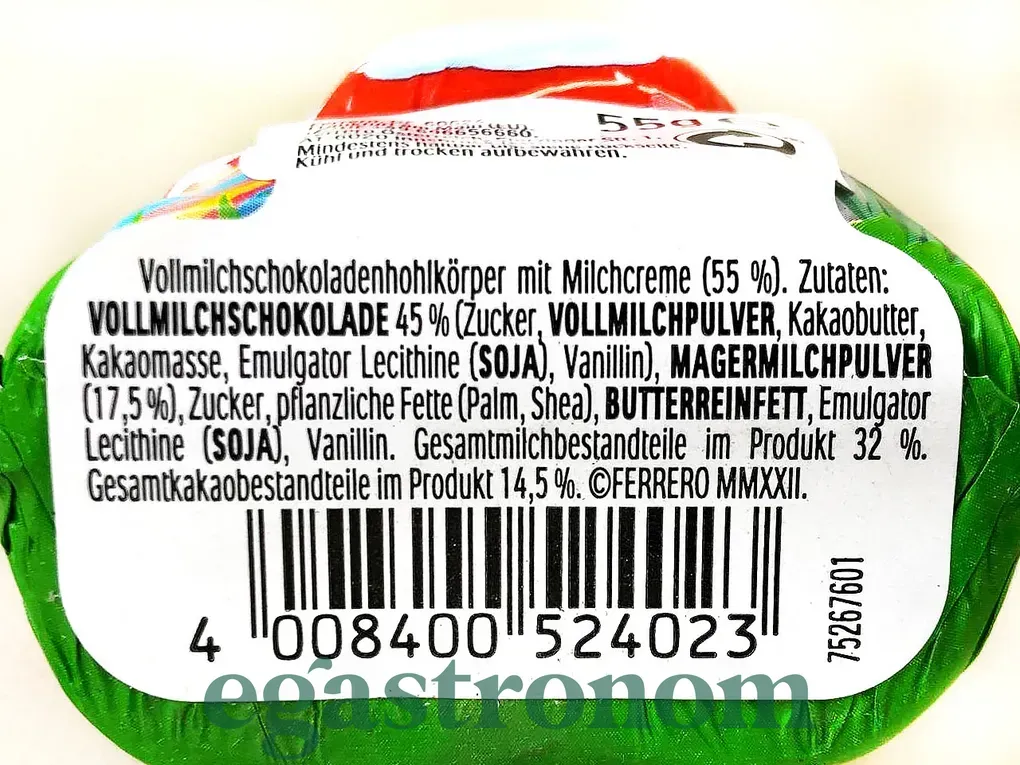 55g
Mindestens
Kühl und trocken aufbewahren.
Vollmilchschokoladenhohlkörper mit Milchcreme (55 %). Zutaten:
VOLLMILCHSCHOKOLADE 45 % (Zucker, VOLLMILCHPULVER, Kakaobutter,
Kakaomasse, Emulgator Lecithine (SOJA), Vanillin), MAGERMILCHPULVER
(17,5 %), Zucker, pflanzliche Fette (Palm, Shea), BUTTERREINFETT, Emulgator
Lecithine (SOJA), Vanillin. Gesamtmilchbestandteile im Produkt 32 %.
Gesamtkakaobestandteile im Produkt 14,5 %. ©FERRERO MMXXII.
75267601
4 008400 524023
egastronom